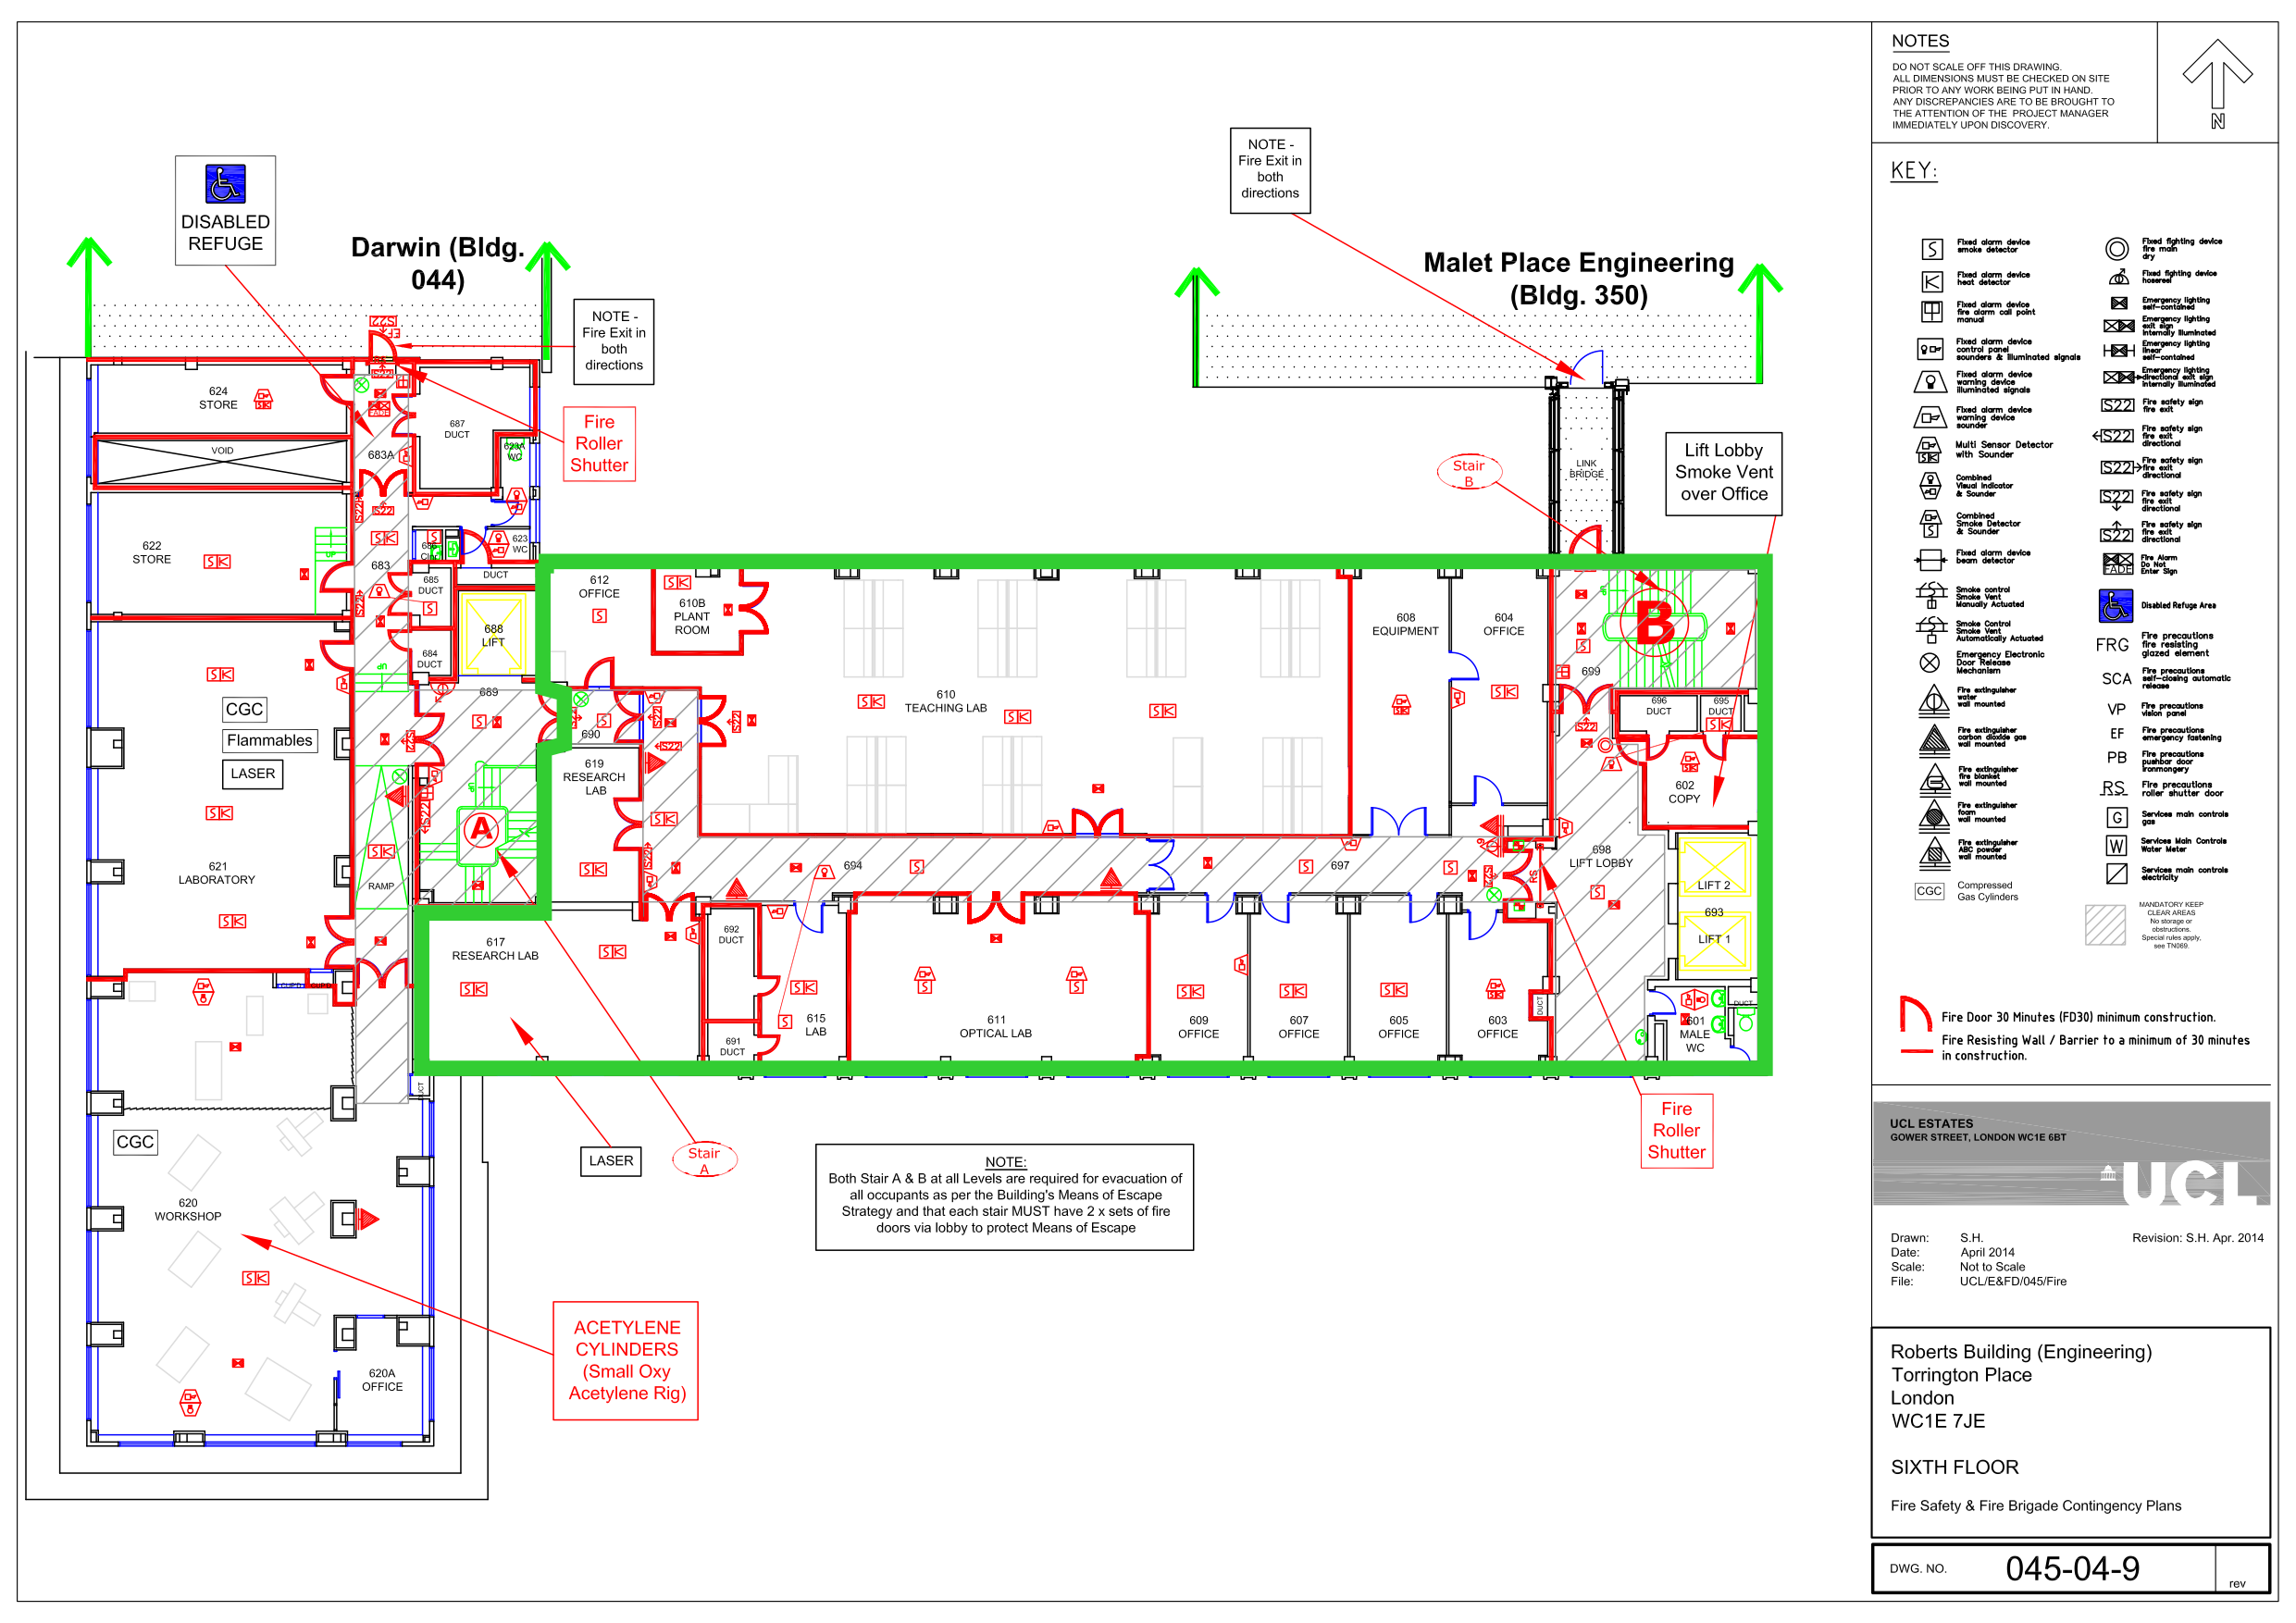 NOTES
DO NOT SCALE OFF THIS DRAWING.
ALL DIMENSIONS MUST BE CHECKED ON SITE
PRIOR TO ANY WORK BEING PUT IN HAND.
ANY DISCREPANCIES ARE TO BE BROUGHT TO
THE ATTENTION OF THE PROJECT MANAGER
IMMEDIATELY UPON DISCOVERY.
N
KEY:
Fixed alarm device
smoke detector
Fixed alarm device
heat detector
Fixed alarm device
fire alarm call point
manual
Fixed alarm device
control panel
sounders & illuminated signals
Fixed alarm device
warning device
illuminated signals
Fixed alarm device
warning device
sounder
Multi Sensor Detector
with Sounder
Combined
Visual Indicator
& Sounder
Combined
Smoke Detector
& Sounder
Fixed alarm device
beam detector
Smoke control
Smoke Vent
Manually Actuated
Smoke Control
Smoke Vent
Automatically Actuated
Emergency Electronic
Door Release
Mechanism
Fire extinguisher
water
wall mounted
Fire extinguisher
carbon dioxide gas
wall mounted
Fire extinguisher
fire blanket
wall mounted
Fire extinguisher
foam
wall mounted
Fire extinguisher
ABC powder
wall mounted
CGC
Compressed
Gas Cylinders
Fixed fighting device
fire main
dry
Fixed fighting device
hosereel
Emergency lighting
self-contained
Emergency lighting
exit sign
internally illuminated
Emergency lighting
linear
self-contained
Emergency lighting
directional exit sign
internally illuminated
S22 Fire safety sign
fire exit
S22 Fire safety sign
fire exit
directional
S22 Fire safety sign
fire exit
directional
S22 Fire safety sign
fire exit
directional
S22 Fire safety sign
fire exit
directional
FADE
Fire Alarm
Do Not
Enter Sign
Disabled Refuge Area
FRG Fire precautions
fire resisting
glazed element
SCA Fire precautions
self-closing automatic
release
VP Fire precautions
vision panel
EF Fire precautions
emergency fastening
PB Fire precautions
pushbar door
ironmongery
RS Fire precautions
roller shutter door
G Services main controls
gas
W Services Main Controls
Water Meter
Services main controls
electricity
MANDATORY KEEP
CLEAR AREAS
No storage or
obstructions.
Special rules apply,
see TN069.
Fire Door 30 Minutes (FD30) minimum construction.
Fire Resisting Wall / Barrier to a minimum of 30 minutes
in construction.
UCL ESTATES
GOWER STREET, LONDON WC1E 6BT
UCL
Drawn: S.H.
Revision: S.H. Apr. 2014
Date: April 2014
Scale: Not to Scale
File: UCL/E&FD/045/Fire
Roberts Building (Engineering)
Torrington Place
London
WC1E 7JE
SIXTH FLOOR
Fire Safety & Fire Brigade Contingency Plans
DWG. NO. 045-04-9
rev
DISABLED
REFUGE
Darwin (Bldg.
044)
NOTE -
Fire Exit in
both
directions
Fire
Roller
Shutter
NOTE -
Fire Exit in
both
directions
Malet Place Engineering
(Bldg. 350)
Stair
B
Lift Lobby
Smoke Vent
over Office
LINK
BRIDGE
624
STORE
VOID
622
STORE
683A
683
687
DUCT
623
WC
685
DUCT
DUCT
684
DUCT
688
LIFT
689
UP
CGC
Flammables
LASER
621
LABORATORY
RAMP
A
690
612
OFFICE
610B
PLANT
ROOM
619
RESEARCH
LAB
610
TEACHING LAB
608
EQUIPMENT
604
OFFICE
B
699
696
DUCT
695
DUCT
602
COPY
698
LIFT LOBBY
LIFT 2
693
LIFT 1
601
MALE
WC
DUCT
694
697
RS
617
RESEARCH LAB
692
DUCT
691
DUCT
615
LAB
611
OPTICAL LAB
609
OFFICE
607
OFFICE
605
OFFICE
603
OFFICE
DUCT
DUCT
CGC
620
WORKSHOP
620A
OFFICE
LASER
Stair
A
Fire
Roller
Shutter
NOTE:
Both Stair A & B at all Levels are required for evacuation of
all occupants as per the Building's Means of Escape
Strategy and that each stair MUST have 2 x sets of fire
doors via lobby to protect Means of Escape
ACETYLENE
CYLINDERS
(Small Oxy
Acetylene Rig)